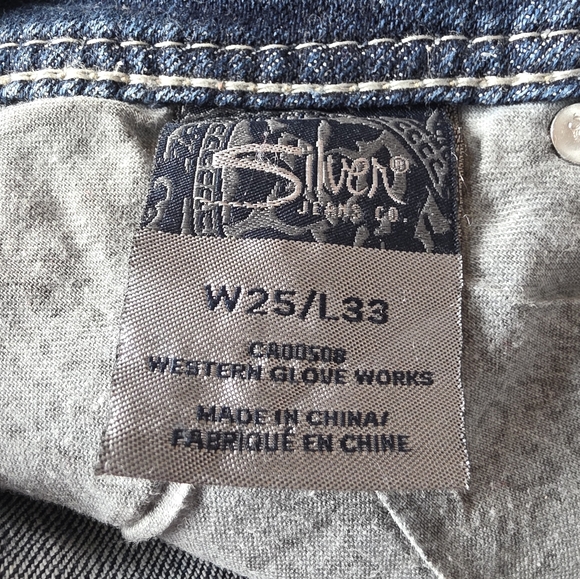 Silver®
JEANS CO.
W25/L33
CA00508
WESTERN GLOVE WORKS
MADE IN CHINA/
FABRIQUÉ EN CHINE